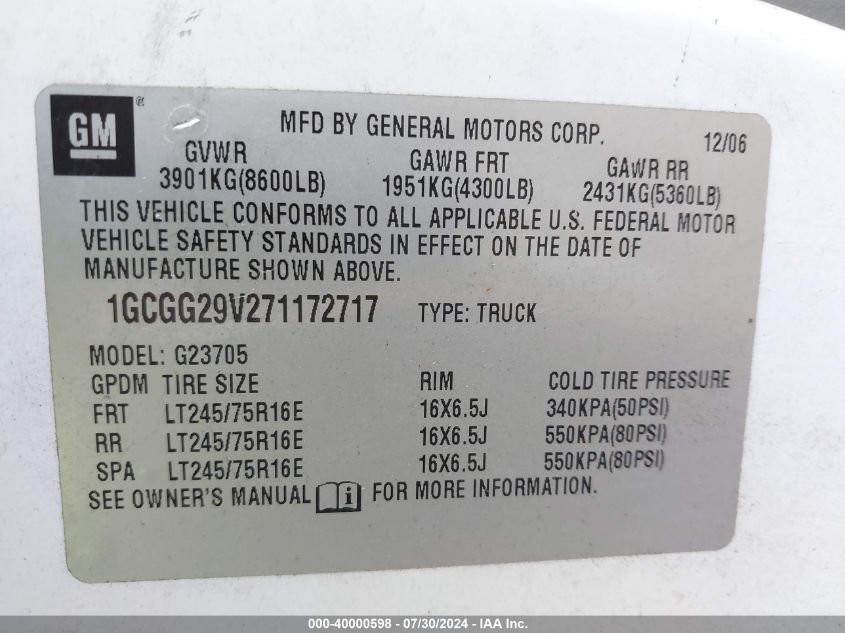 GM ®
MFD BY GENERAL MOTORS CORP. 12/06
GVWR GAWR FRT GAWR RR
3901KG(8600LB) 1951KG(4300LB) 2431KG(5360LB)
THIS VEHICLE CONFORMS TO ALL APPLICABLE U.S. FEDERAL MOTOR
VEHICLE SAFETY STANDARDS IN EFFECT ON THE DATE OF
MANUFACTURE SHOWN ABOVE.
1GCGG29V271172717 TYPE: TRUCK
MODEL: G23705
GPDM TIRE SIZE RIM COLD TIRE PRESSURE
FRT LT245/75R16E 16X6.5J 340KPA(50PSI)
RR LT245/75R16E 16X6.5J 550KPA(80PSI)
SPA LT245/75R16E 16X6.5J 550KPA(80PSI)
SEE OWNER'S MANUAL i FOR MORE INFORMATION.
000-40000598 - 07/30/2024 - IAA Inc.